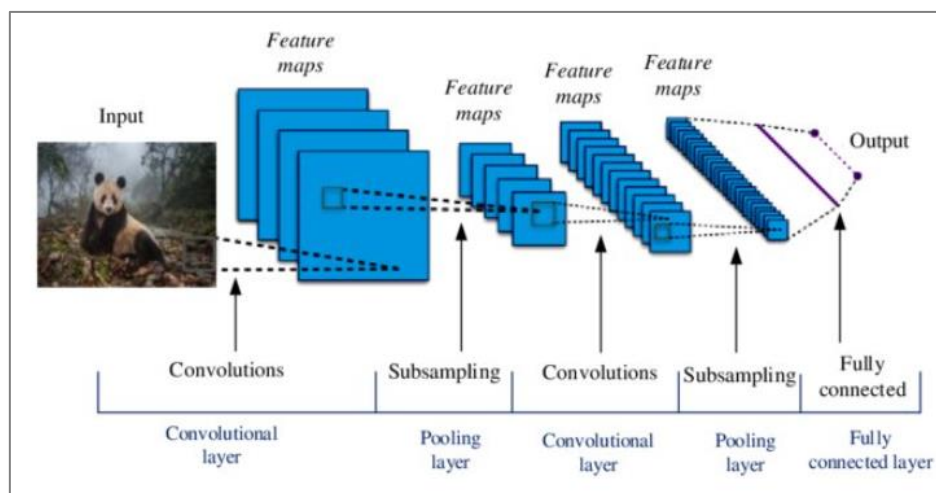 Feature
maps
Input
Feature
maps
Feature
maps
Feature
maps
Output
Convolutions
Subsampling
Convolutions
Subsampling
Fully
connected
Convolutional
layer
Pooling
layer
Convolutional
layer
Pooling
layer
Fully
connected layer